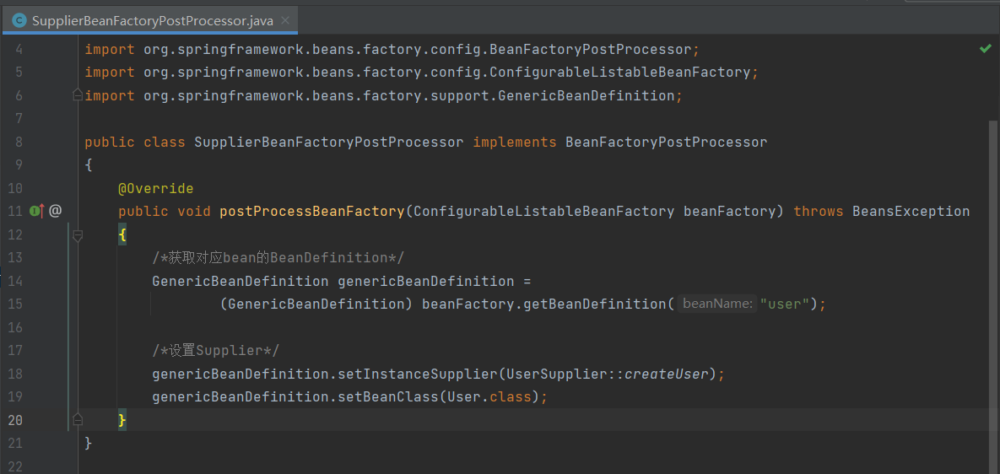 SupplierBeanFactoryPostProcessor.java
4 import org.springframework.beans.factory.config.BeanFactoryPostProcessor;
5 import org.springframework.beans.factory.config.ConfigurableListableBeanFactory;
6 import org.springframework.beans.factory.support.GenericBeanDefinition;
7
8 public class SupplierBeanFactoryPostProcessor implements BeanFactoryPostProcessor
9 {
10 @Override
11 public void postProcessBeanFactory(ConfigurableListableBeanFactory beanFactory) throws BeansException
12 {
13 /*获取对应bean的BeanDefinition*/
14 GenericBeanDefinition genericBeanDefinition =
15 (GenericBeanDefinition) beanFactory.getBeanDefinition( beanName: "user");
16
17 /*设置Supplier*/
18 genericBeanDefinition.setInstanceSupplier(UserSupplier::createUser);
19 genericBeanDefinition.setBeanClass(User.class);
20 }
21 }
22